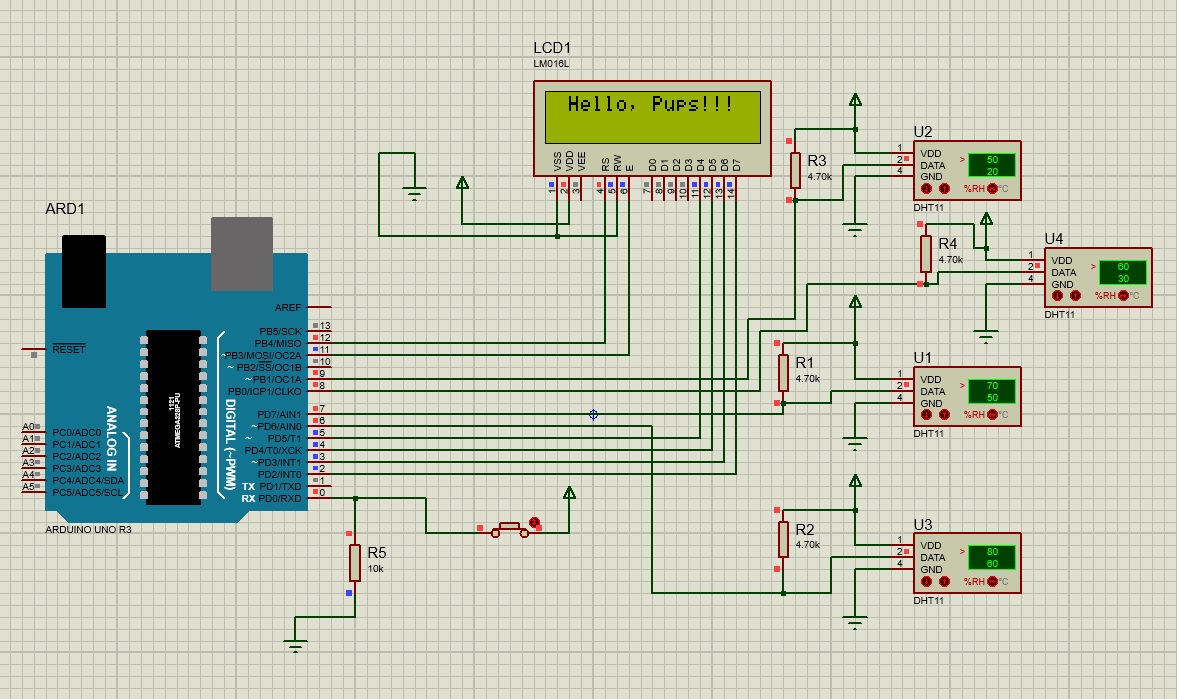 LCD1
LM016L
Hello, Pups!!!
VSS VDD VEE RS RW E D0 D1 D2 D3 D4 D5 D6 D7
1 2 3 4 5 6 7 8 9 10 11 12 13 14
R3
4.70k
U2
1 VDD
2 DATA
4 GND
> 50
20
%RH °C
DHT11
R4
4.70k
U4
1 VDD
2 DATA
4 GND
> 60
30
%RH °C
DHT11
R1
4.70k
U1
1 VDD
2 DATA
4 GND
> 70
50
%RH °C
DHT11
R2
4.70k
U3
1 VDD
2 DATA
4 GND
> 80
60
%RH °C
DHT11
ARD1
RESET
AREF
PB5/SCK 13
PB4/MISO 12
~PB3/MOSI/OC2A 11
~ PB2/SS/OC1B 10
~ PB1/OC1A 9
PB0/ICP1/CLKO 8
PD7/AIN1 7
~PD6/AIN0 6
~ PD5/T1 5
PD4/T0/XCK 4
~PD3/INT1 3
PD2/INT0 2
TX PD1/TXD 1
RX PD0/RXD 0
DIGITAL (~PWM)
ANALOG IN
1121
ATMEGA328P-PU
A0 PC0/ADC0
A1 PC1/ADC1
A2 PC2/ADC2
A3 PC3/ADC3
A4 PC4/ADC4/SDA
A5 PC5/ADC5/SCL
ARDUINO UNO R3
R5
10k